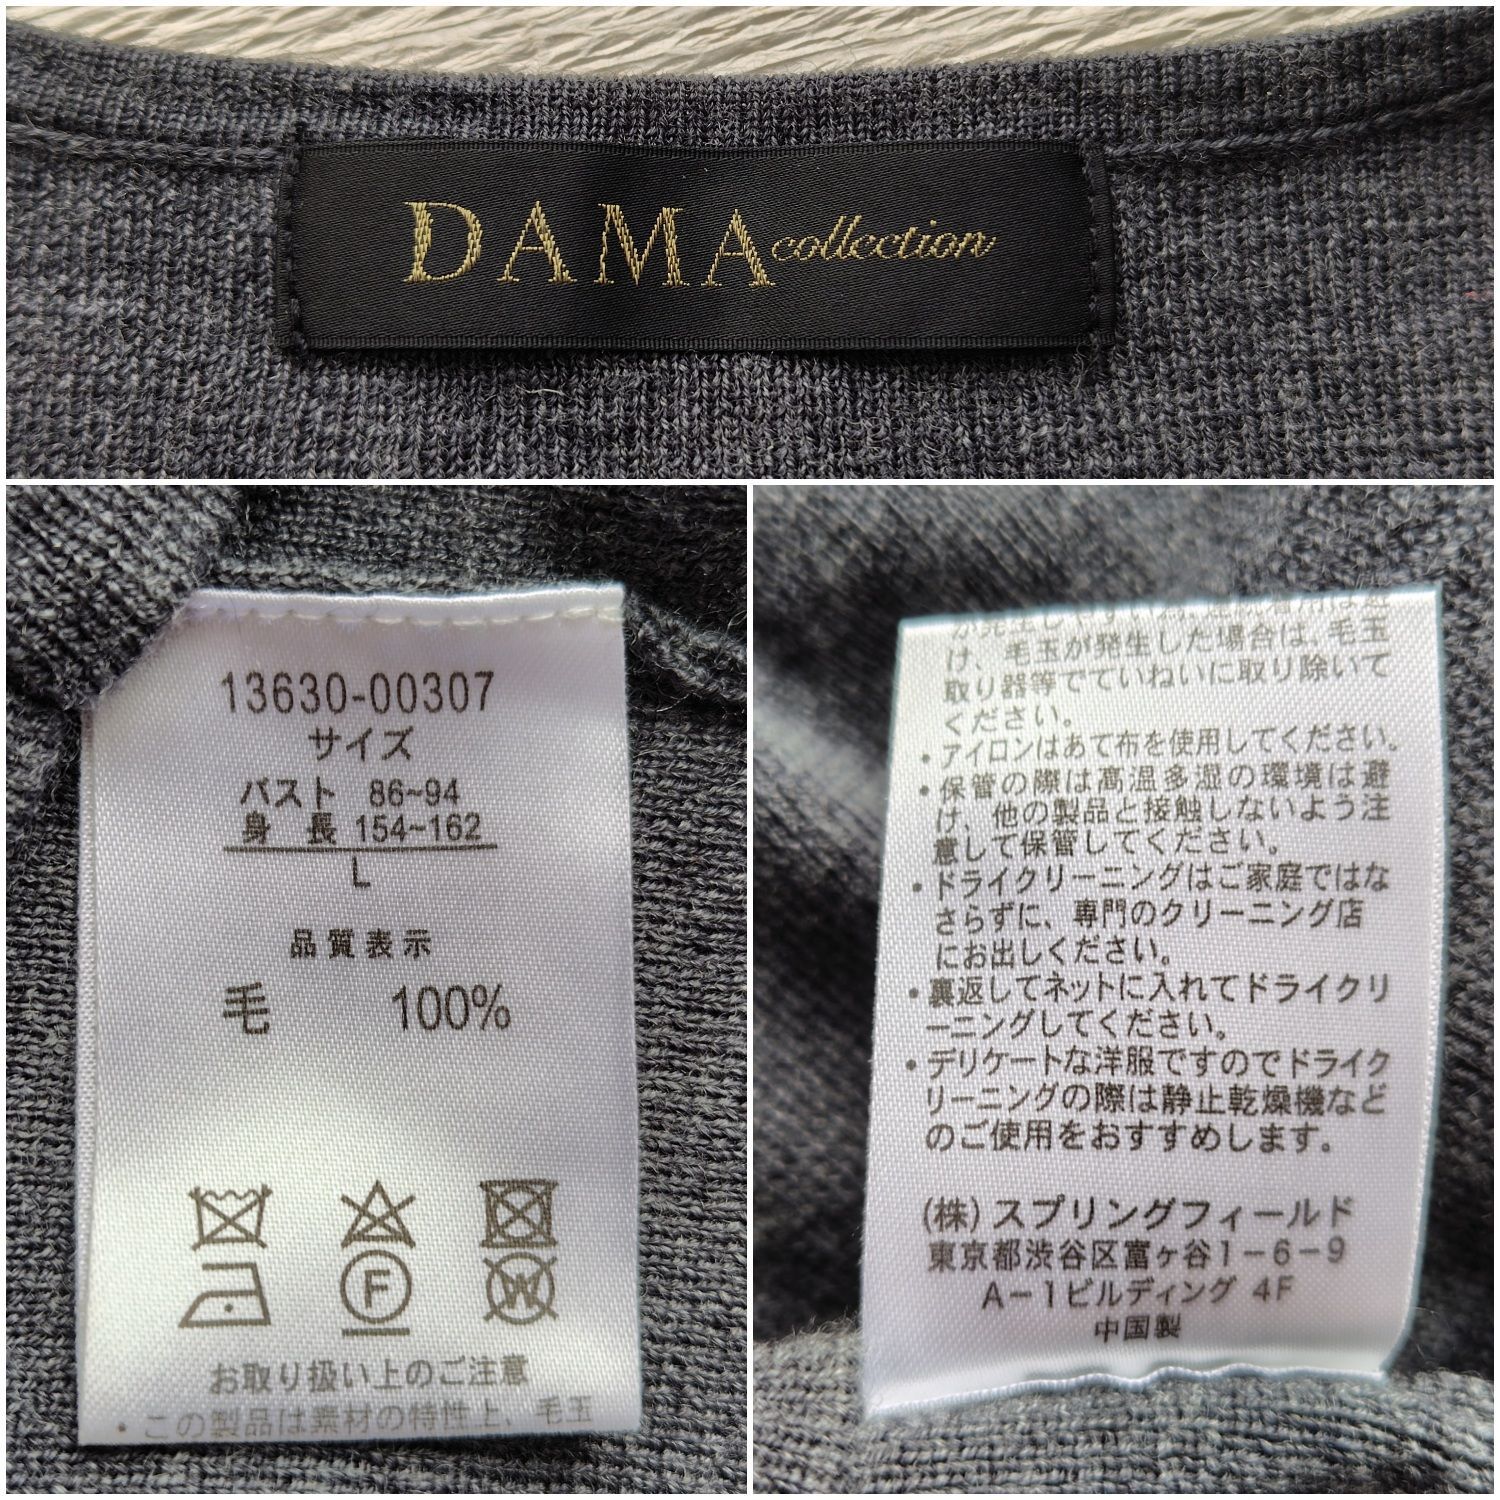 DAMA collection
13630-00307
サイズ
バスト 86~94
身長 154~162
L
品質表示
毛 100%
F
W
お取り扱い上のご注意
・この製品は素材の特性上、毛玉
け、毛玉が発生した場合は、毛玉
取り器等でていねいに取り除いて
ください。
・アイロンはあて布を使用してください。
・保管の際は高温多湿の環境は避
け、他の製品と接触しないよう注
意して保管してください。
・ドライクリーニングはご家庭ではな
さらずに、専門のクリーニング店
にお出しください。
・裏返してネットに入れてドライクリ
ーニングしてください。
・デリケートな洋服ですのでドライク
リーニングの際は静止乾燥機など
のご使用をおすすめします。
(株)スプリングフィールド
東京都渋谷区富ヶ谷1-6-9
A-1ビルディング 4F
中国製